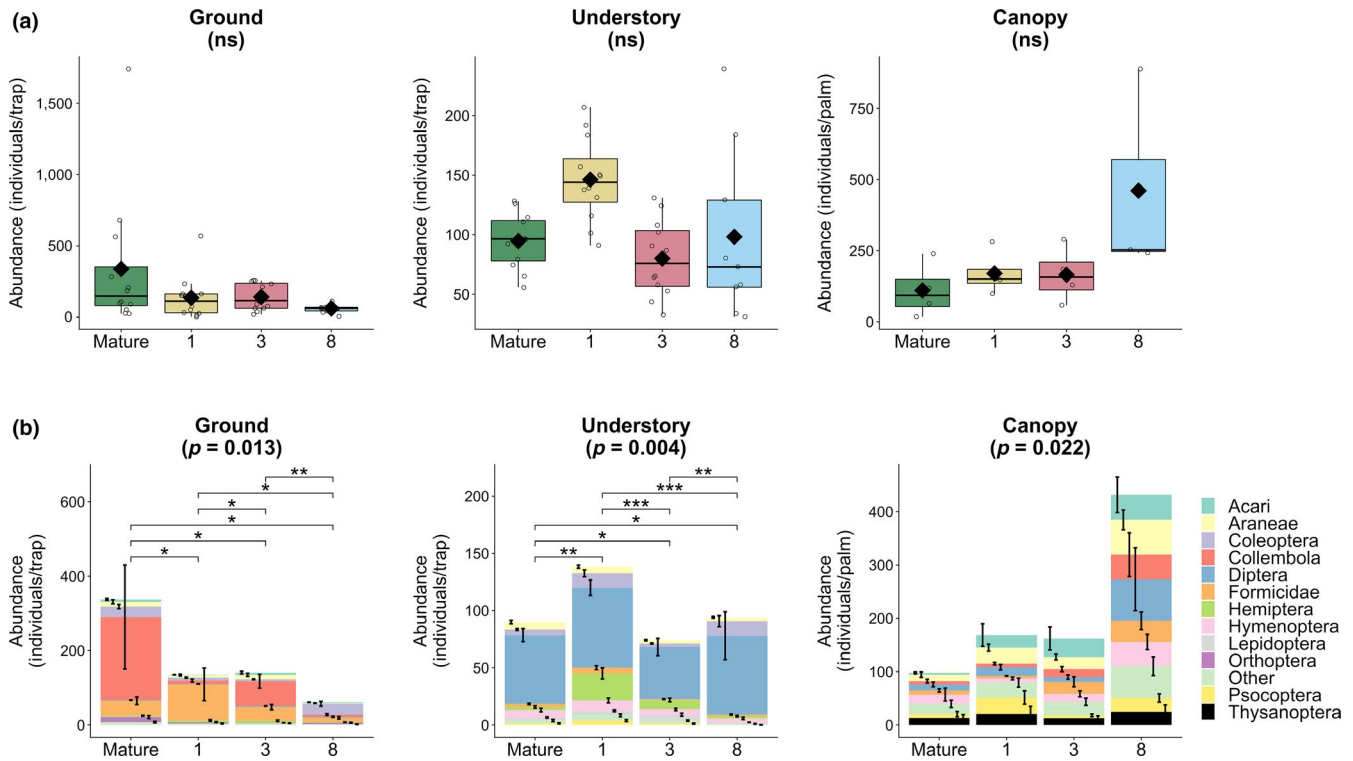 (a)
Ground
(ns)
Understory
(ns)
Canopy
(ns)
Abundance (individuals/trap)
1,500
1,000
500
0
Mature 1 3 8
Abundance (individuals/trap)
200
150
100
50
Mature 1 3 8
Abundance (individuals/palm)
750
500
250
0
Mature 1 3 8
(b)
Ground
(p = 0.013)
Understory
(p = 0.004)
Canopy
(p = 0.022)
Abundance
(individuals/trap)
600
400
200
0
**
*
*
*
*
*
Mature 1 3 8
Abundance
(individuals/trap)
200
150
100
50
0
**
***
***
*
*
**
Mature 1 3 8
Abundance
(individuals/palm)
400
300
200
100
0
Mature 1 3 8
Acari
Araneae
Coleoptera
Collembola
Diptera
Formicidae
Hemiptera
Hymenoptera
Lepidoptera
Orthoptera
Other
Psocoptera
Thysanoptera